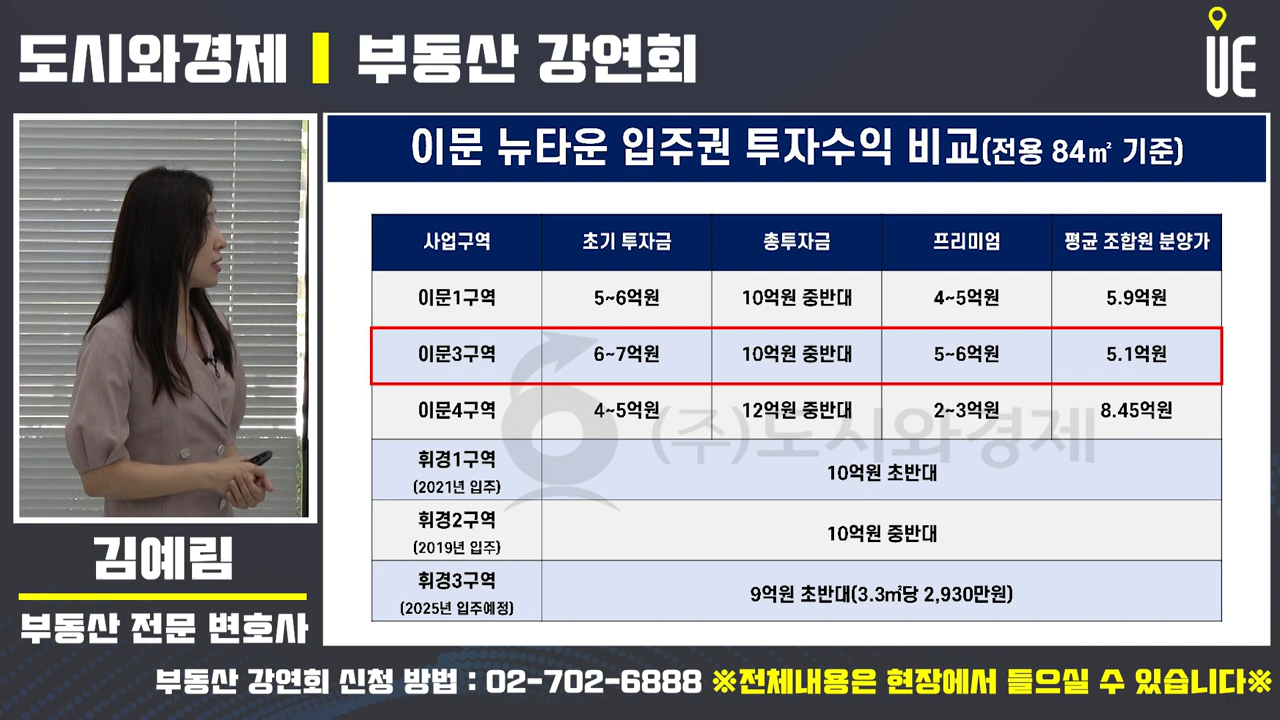 도시와경제 | 부동산 강연회
UE
이문 뉴타운 입주권 투자수익 비교(전용 84㎡ 기준)
사업구역 초기 투자금 총투자금 프리미엄 평균 조합원 분양가
이문1구역 5~6억원 10억원 중반대 4~5억원 5.9억원
이문3구역 6~7억원 10억원 중반대 5~6억원 5.1억원
이문4구역 4~5억원 12억원 중반대 2~3억원 8.45억원
(주)도시와경제
휘경1구역
(2021년 입주)
10억원 초반대
휘경2구역
(2019년 입주)
10억원 중반대
휘경3구역
(2025년 입주예정)
9억원 초반대(3.3㎡당 2,930만원)
김예림
부동산 전문 변호사
부동산 강연회 신청 방법 : 02-702-6888 ※전체내용은 현장에서 들으실 수 있습니다※